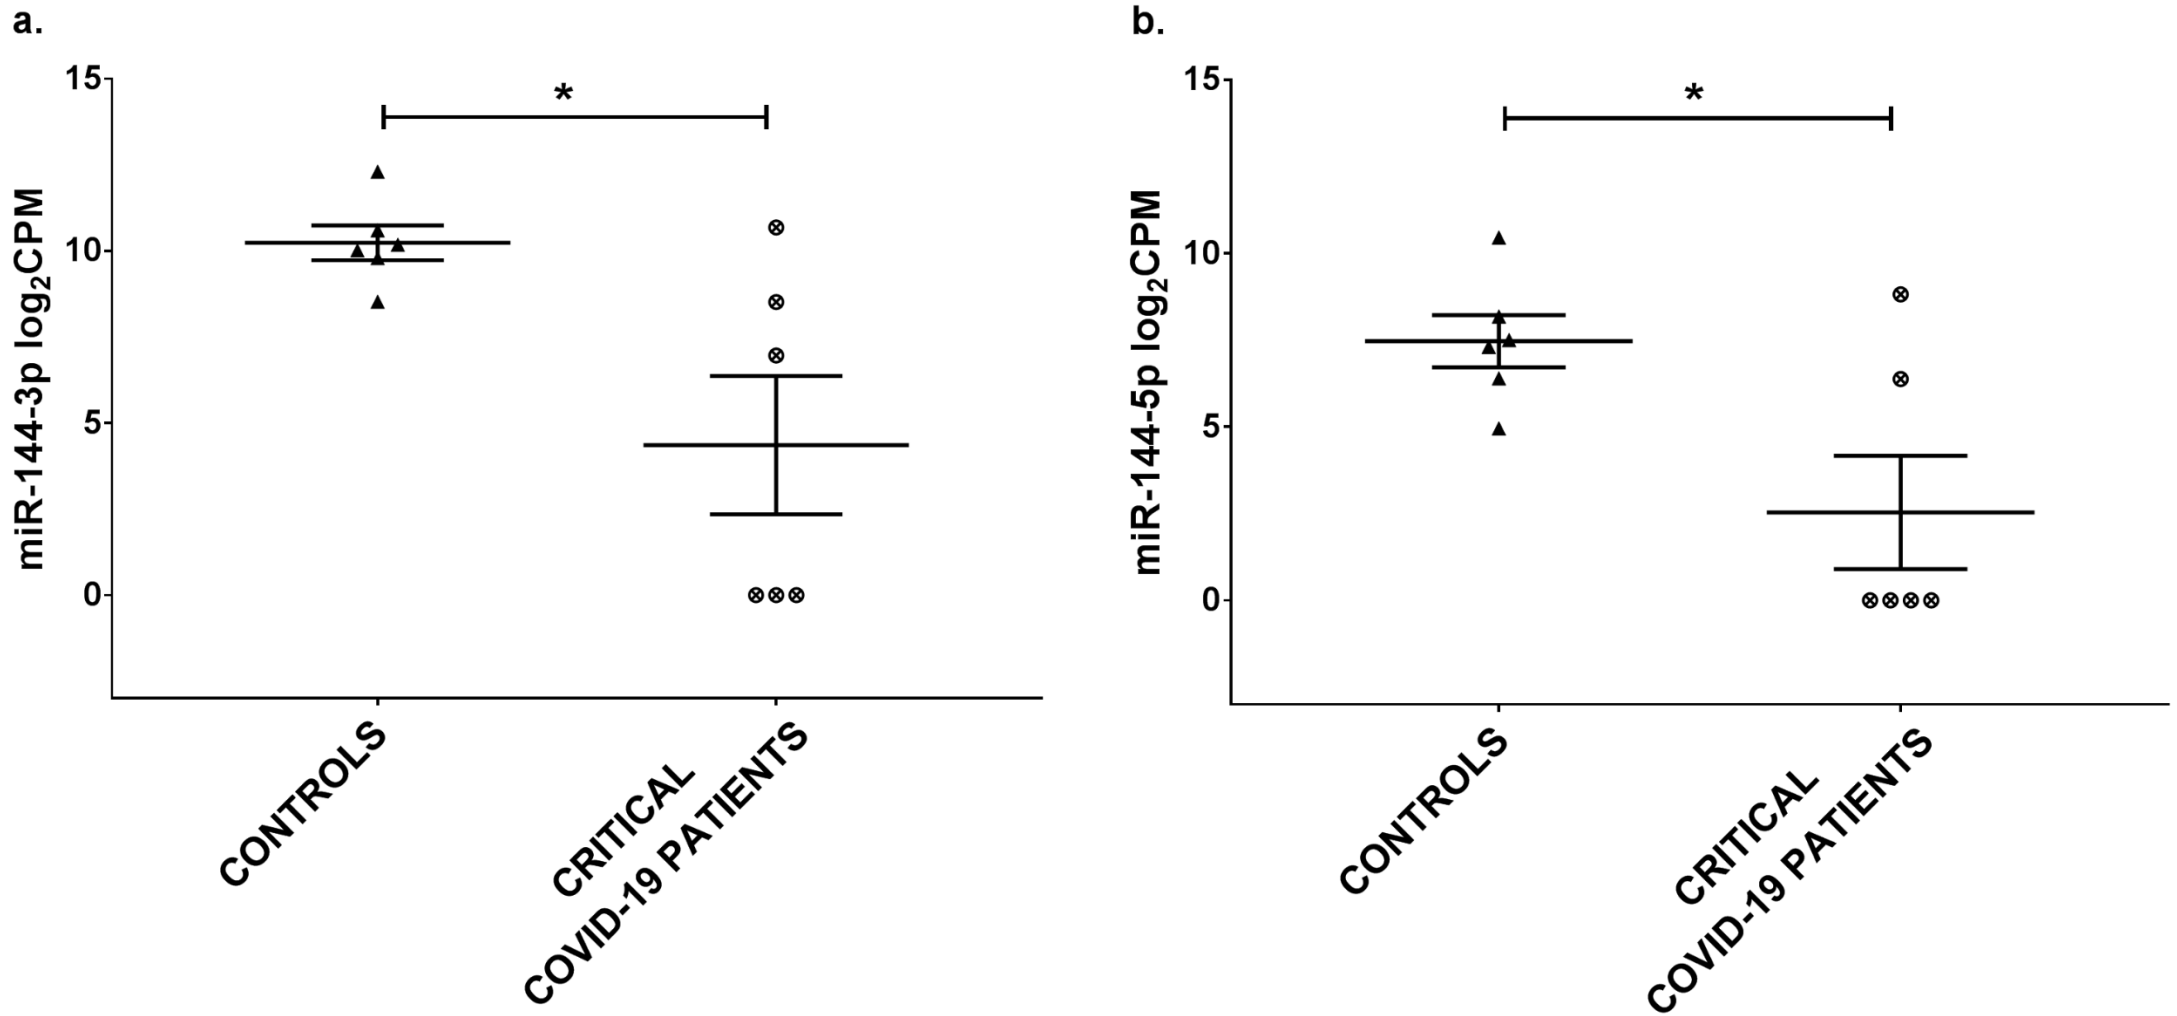 a.
15
10
5
0
miR-144-3p log₂CPM
*
CONTROLS
CRITICAL
COVID-19 PATIENTS
b.
15
10
5
0
miR-144-5p log₂CPM
*
CONTROLS
CRITICAL
COVID-19 PATIENTS